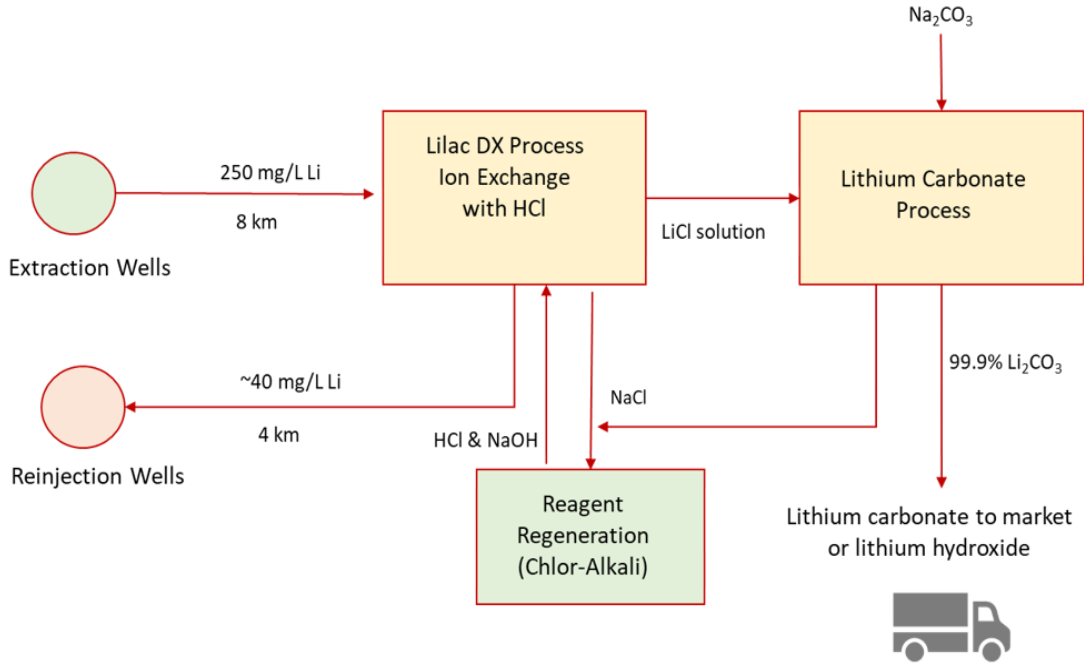 Na₂CO₃
Lilac DX Process
Ion Exchange
with HCl
250 mg/L Li
8 km
Extraction Wells
Lithium Carbonate
Process
LiCl solution
~40 mg/L Li
4 km
Reinjection Wells
NaCl
HCl & NaOH
99.9% Li₂CO₃
Reagent
Regeneration
(Chlor-Alkali)
Lithium carbonate to market
or lithium hydroxide